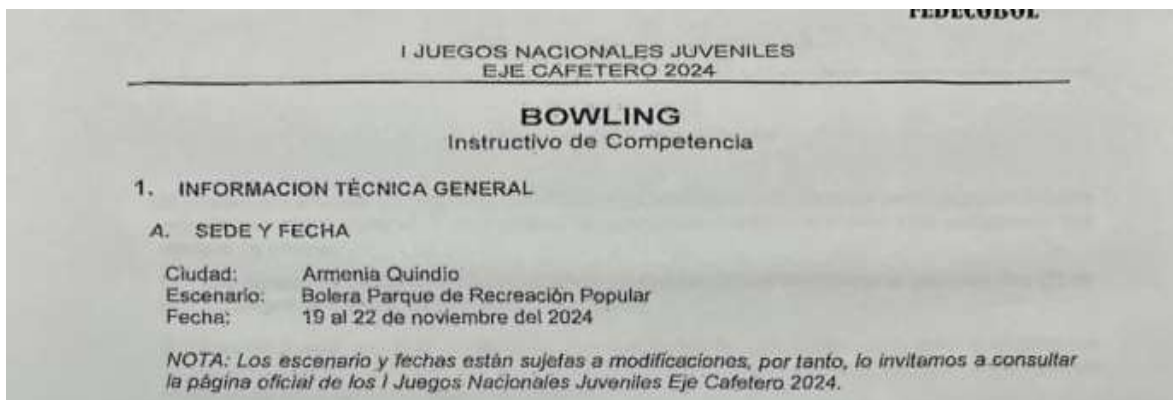 FEDECOBOL
I JUEGOS NACIONALES JUVENILES
EJE CAFETERO 2024
BOWLING
Instructivo de Competencia
1. INFORMACION TÉCNICA GENERAL
A. SEDE Y FECHA
Ciudad: Armenia Quindio
Escenario: Bolera Parque de Recreación Popular
Fecha: 19 al 22 de noviembre del 2024
NOTA: Los escenario y fechas están sujetas a modificaciones, por tanto, lo invitamos a consultar
la página oficial de los I Juegos Nacionales Juveniles Eje Cafetero 2024.